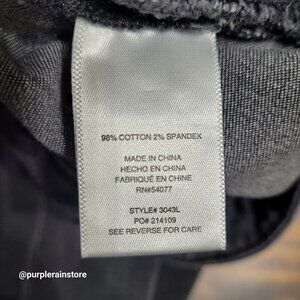 98% COTTON 2% SPANDEX
MADE IN CHINA
HECHO EN CHINA
FABRIQUÉ EN CHINE
RN#54077
STYLE# 3043L
PO# 214109
SEE REVERSE FOR CARE
@purplerainstore